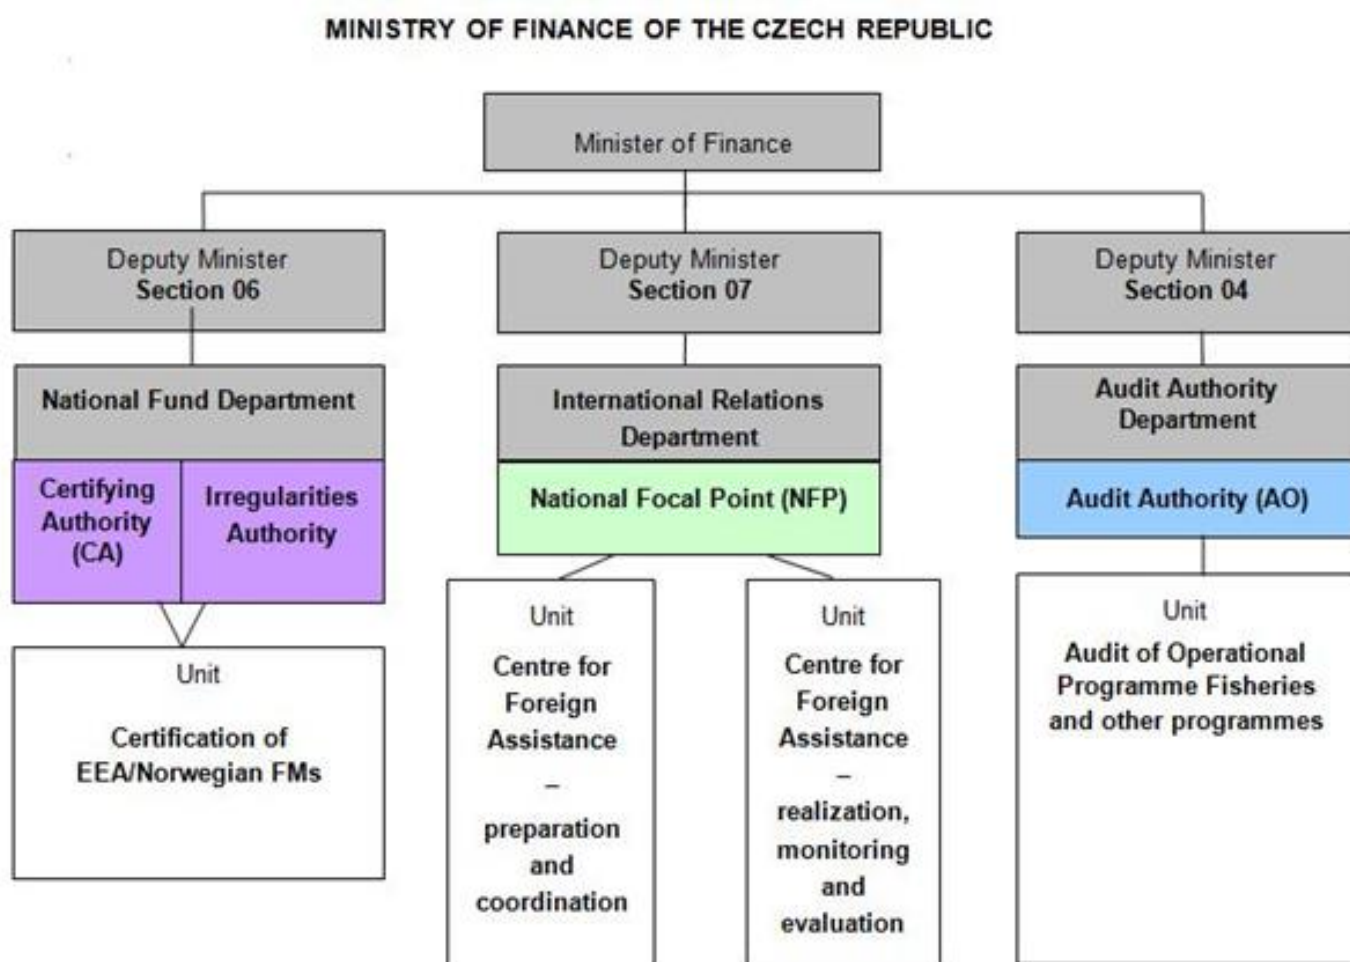 MINISTRY OF FINANCE OF THE CZECH REPUBLIC
Minister of Finance
Deputy Minister
Section 06
Deputy Minister
Section 07
Deputy Minister
Section 04
National Fund Department
International Relations
Department
Audit Authority
Department
Certifying
Authority
(CA)
Irregularities
Authority
National Focal Point (NFP)
Audit Authority (AO)
Unit
Certification of
EEA/Norwegian FMs
Unit
Centre for
Foreign
Assistance
–
preparation
and
coordination
Unit
Centre for
Foreign
Assistance
–
realization,
monitoring
and
evaluation
Unit
Audit of Operational
Programme Fisheries
and other programmes